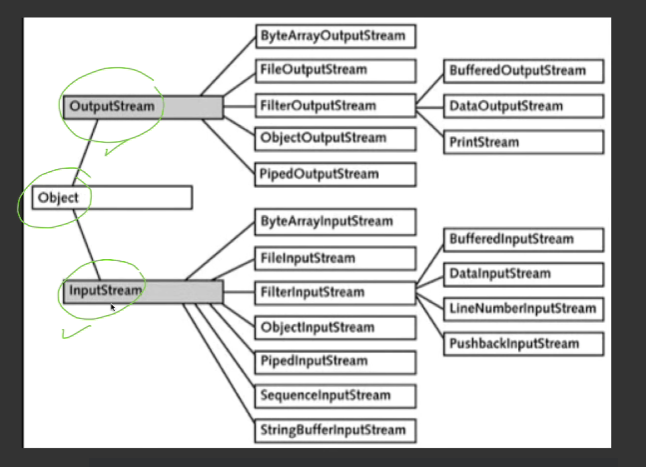 ByteArrayOutputStream
FileOutputStream
BufferedOutputStream
OutputStream
FilterOutputStream
DataOutputStream
ObjectOutputStream
PrintStream
PipedOutputStream
Object
ByteArrayInputStream
BufferedInputStream
FileInputStream
DataInputStream
InputStream
FilterInputStream
LineNumberInputStream
ObjectInputStream
PushbackInputStream
PipedInputStream
SequenceInputStream
StringBufferInputStream